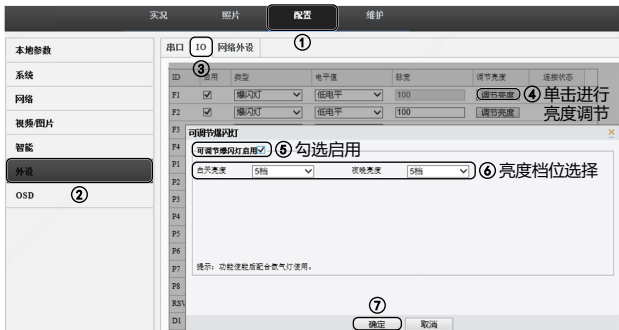 实况 照片 配置 维护
①
本地参数
系统
网络
视频/图片
智能
外设
OSD ②
串口 IO 网络外设
③
ID 启用 类型 电平值 脉宽 调节亮度 连接状态
F1 爆闪灯 低电平 100 调节亮度 ④单击进行
F2 爆闪灯 低电平 100 调节亮度 亮度调节
F3 可调节爆闪灯 ×
F4 可调节爆闪灯启用 ⑤勾选启用
P1 白天亮度 5档 夜晚亮度 5档 ⑥亮度档位选择
P2
P3
P4
P5
P6
P7 提示：功能使能后配合氙气灯使用。
P8
RSV ⑦
D1 确定 取消